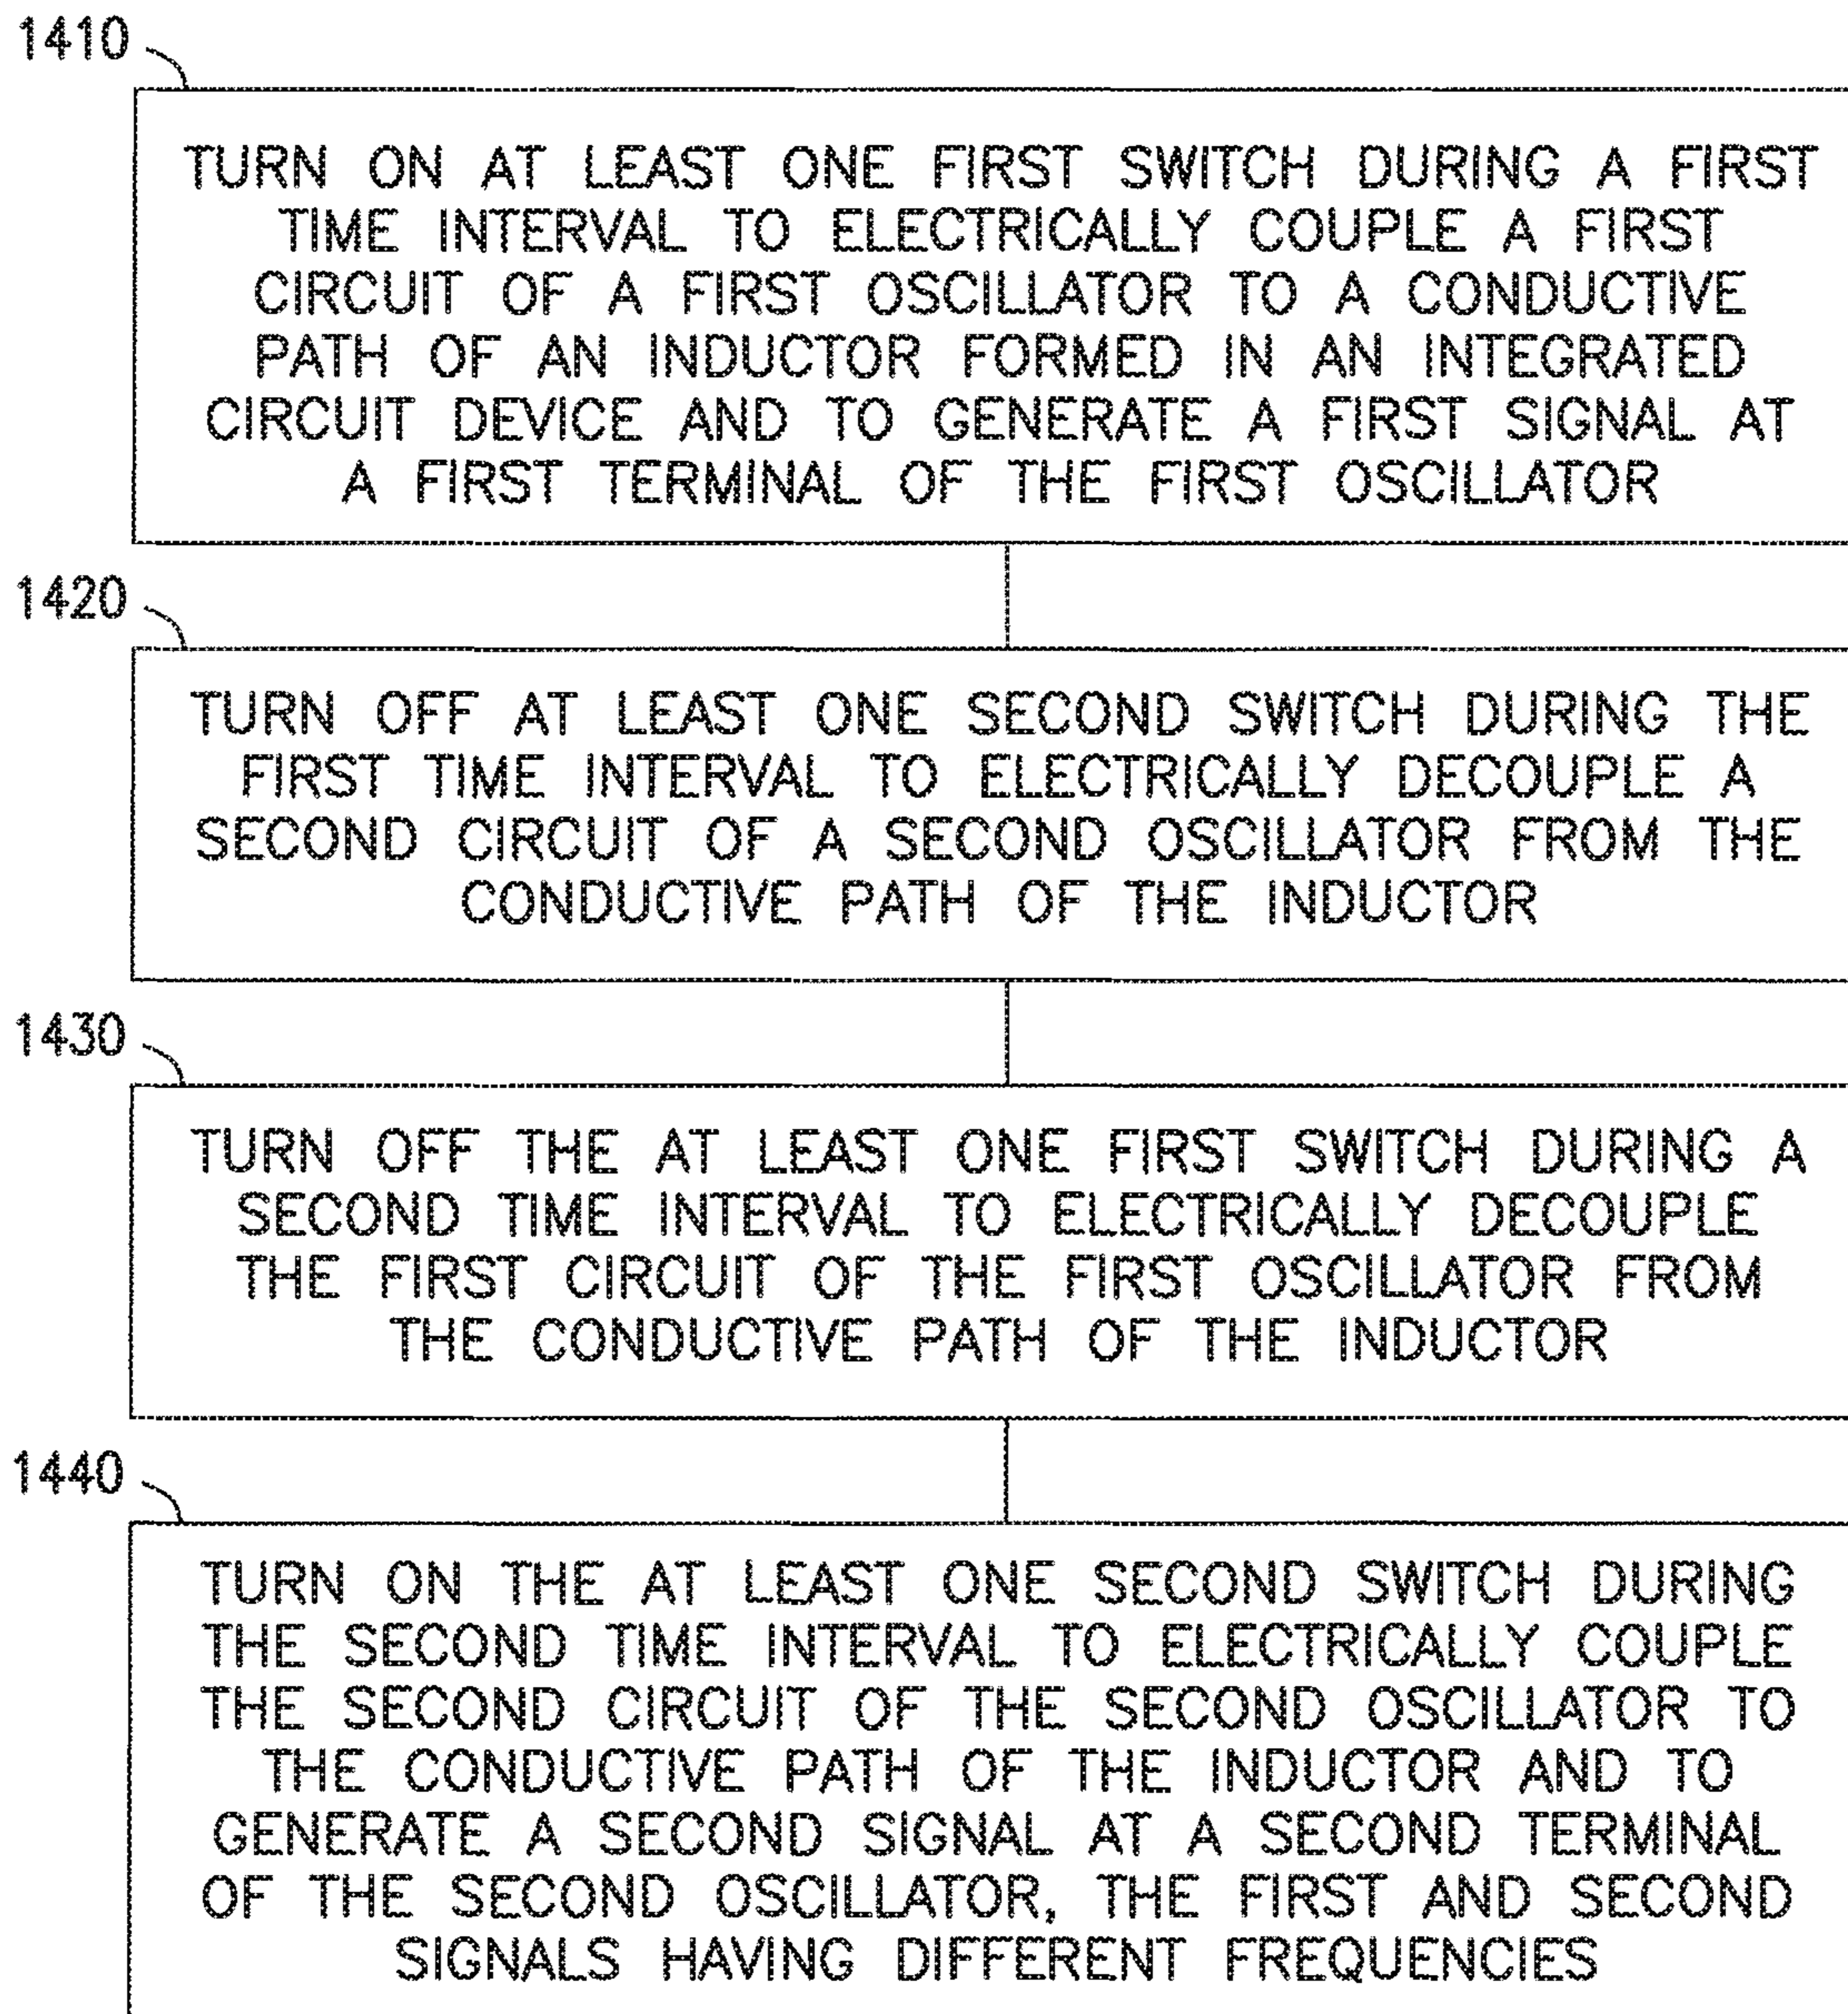 1410
TURN ON AT LEAST ONE FIRST SWITCH DURING A FIRST
TIME INTERVAL TO ELECTRICALLY COUPLE A FIRST
CIRCUIT OF A FIRST OSCILLATOR TO A CONDUCTIVE
PATH OF AN INDUCTOR FORMED IN AN INTEGRATED
CIRCUIT DEVICE AND TO GENERATE A FIRST SIGNAL AT
A FIRST TERMINAL OF THE FIRST OSCILLATOR
1420
TURN OFF AT LEAST ONE SECOND SWITCH DURING THE
FIRST TIME INTERVAL TO ELECTRICALLY DECOUPLE A
SECOND CIRCUIT OF A SECOND OSCILLATOR FROM THE
CONDUCTIVE PATH OF THE INDUCTOR
1430
TURN OFF THE AT LEAST ONE FIRST SWITCH DURING A
SECOND TIME INTERVAL TO ELECTRICALLY DECOUPLE
THE FIRST CIRCUIT OF THE FIRST OSCILLATOR FROM
THE CONDUCTIVE PATH OF THE INDUCTOR
1440
TURN ON THE AT LEAST ONE SECOND SWITCH DURING
THE SECOND TIME INTERVAL TO ELECTRICALLY COUPLE
THE SECOND CIRCUIT OF THE SECOND OSCILLATOR TO
THE CONDUCTIVE PATH OF THE INDUCTOR AND TO
GENERATE A SECOND SIGNAL AT A SECOND TERMINAL
OF THE SECOND OSCILLATOR, THE FIRST AND SECOND
SIGNALS HAVING DIFFERENT FREQUENCIES